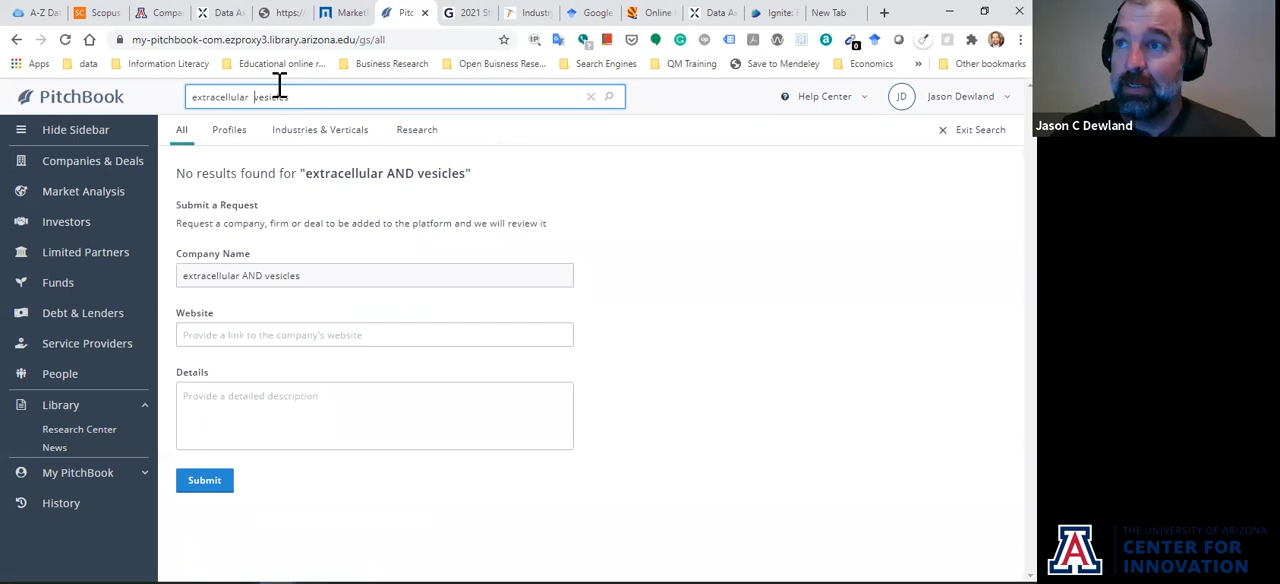 A-Z Da
Scopus
Compa
Data Ax
https:/
Market
Pitc
2021 S
Industr
Google
Online
Data Ax
Ignite:
New Tab
my-pitchbook-com.ezproxy3.library.arizona.edu/gs/all
Apps
data
Information Literacy
Educational online r...
Business Research
Open Buisness Rese...
Search Engines
QM Training
Save to Mendeley
Economics
»
Other bookmarks
PitchBook
extracellular vesicles
Help Center
JD
Jason Dewland
Hide Sidebar
Companies & Deals
Market Analysis
Investors
Limited Partners
Funds
Debt & Lenders
Service Providers
People
Library
Research Center
News
My PitchBook
History
All
Profiles
Industries & Verticals
Research
Exit Search
No results found for "extracellular AND vesicles"
Submit a Request
Request a company, firm or deal to be added to the platform and we will review it
Company Name
extracellular AND vesicles
Website
Provide a link to the company's website
Details
Provide a detailed description
Submit
Jason C Dewland
THE UNIVERSITY OF ARIZONA
CENTER FOR
INNOVATION